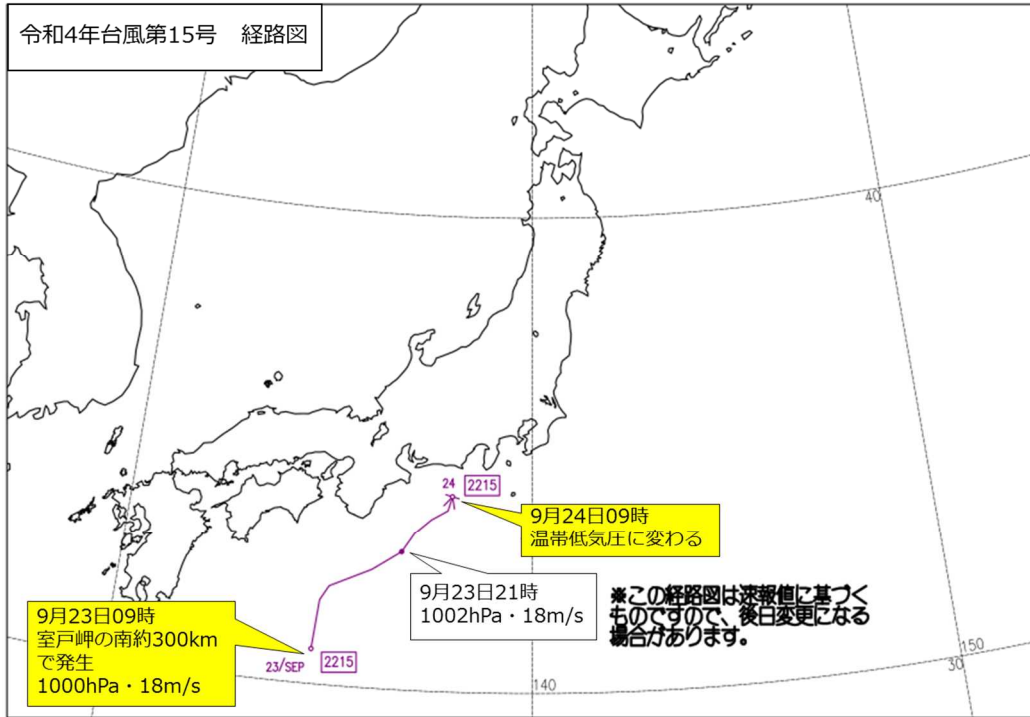 令和4年台風第15号　経路図
40
24 2215
9月24日09時
温帯低気圧に変わる
9月23日21時
1002hPa・18m/s
※この経路図は速報値に基づく
ものですので、後日変更になる
場合があります。
9月23日09時
室戸岬の南約300km
で発生
1000hPa・18m/s
23/SEP 2215
150
30
140